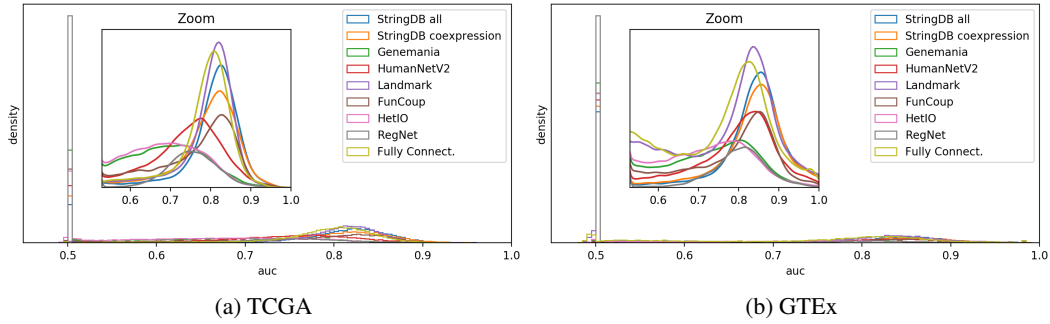 Zoom
StringDB all
StringDB coexpression
Genemania
HumanNetV2
Landmark
FunCoup
HetIO
RegNet
Fully Connect.
density
0.6 0.7 0.8 0.9 1.0
0.5 0.6 0.7 0.8 0.9 1.0
auc
(a) TCGA
Zoom
StringDB all
StringDB coexpression
Genemania
HumanNetV2
Landmark
FunCoup
HetIO
RegNet
Fully Connect.
density
0.6 0.7 0.8 0.9 1.0
0.5 0.6 0.7 0.8 0.9 1.0
auc
(b) GTEx